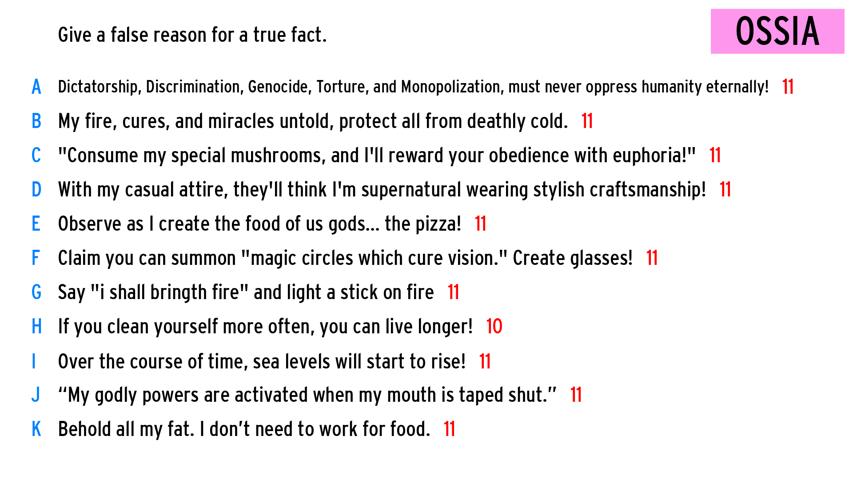 Give a false reason for a true fact.
OSSIA
A Dictatorship, Discrimination, Genocide, Torture, and Monopolization, must never oppress humanity eternally! 11
B My fire, cures, and miracles untold, protect all from deathly cold. 11
C "Consume my special mushrooms, and I'll reward your obedience with euphoria!" 11
D With my casual attire, they'll think I'm supernatural wearing stylish craftsmanship! 11
E Observe as I create the food of us gods... the pizza! 11
F Claim you can summon "magic circles which cure vision." Create glasses! 11
G Say "i shall bringth fire" and light a stick on fire 11
H If you clean yourself more often, you can live longer! 10
I Over the course of time, sea levels will start to rise! 11
J “My godly powers are activated when my mouth is taped shut.” 11
K Behold all my fat. I don’t need to work for food. 11